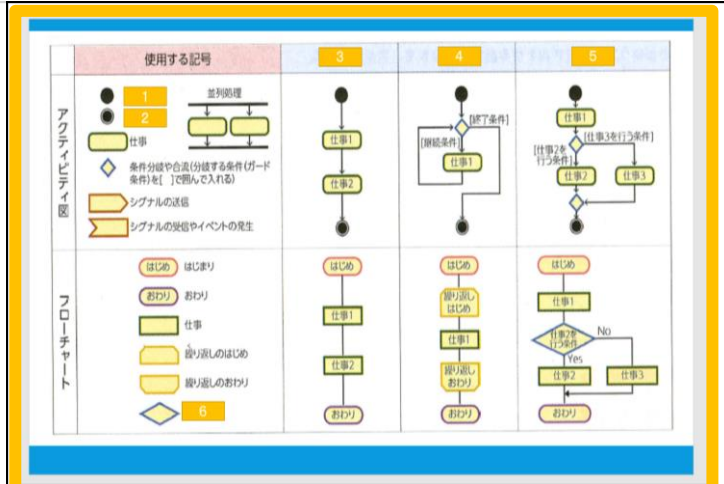 使用する記号
3
4
5
アクティビティ図
1
2
並列処理
仕事
条件分岐や合流(分岐する条件(ガード
条件)を[ ]で囲んで入れる)
シグナルの送信
シグナルの受信やイベントの発生
仕事1
仕事2
[終了条件]
[継続条件]
仕事1
仕事1
[仕事3を行う条件]
[仕事2を
行う条件]
仕事2
仕事3
フローチャート
はじめ はじまり
おわり おわり
仕事
繰り返しのはじめ
繰り返しのおわり
6
はじめ
仕事1
仕事2
おわり
はじめ
繰り返し
はじめ
仕事1
繰り返し
おわり
おわり
はじめ
仕事1
仕事2を
行う条件
No
Yes
仕事2
仕事3
おわり